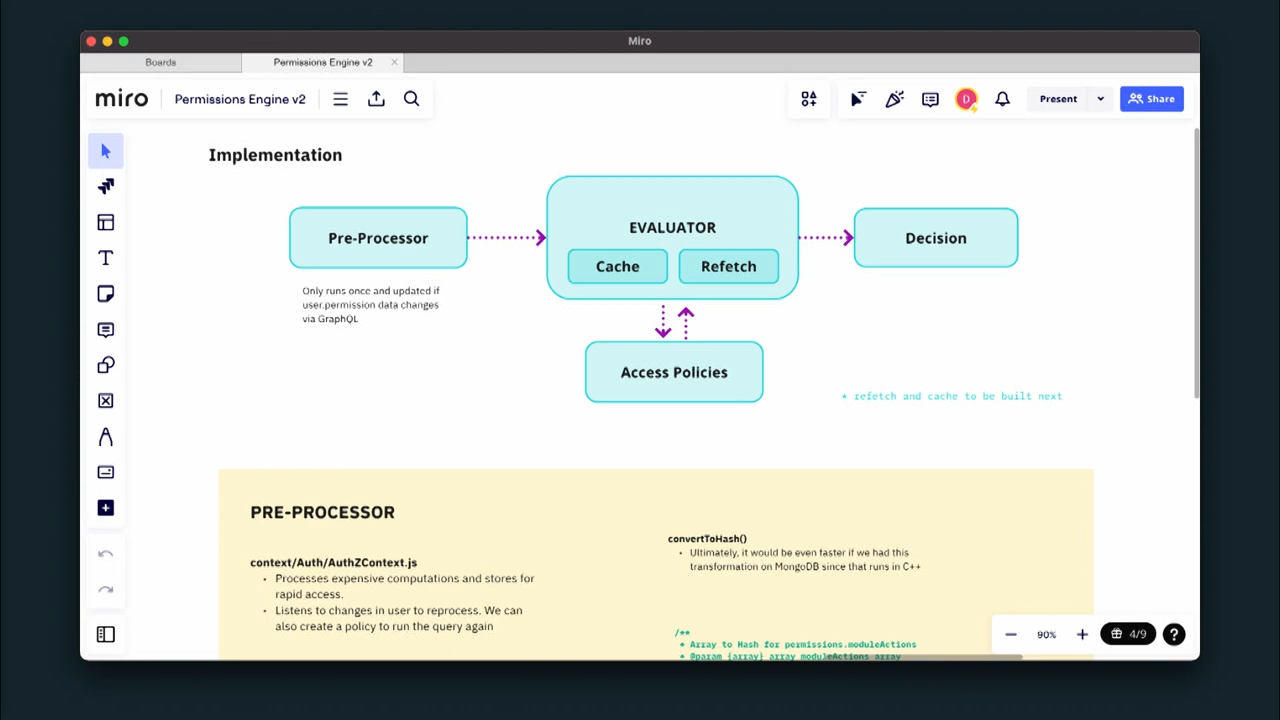 Miro
Boards
Permissions Engine v2
miro
Permissions Engine v2
D
Present
Share
Implementation
Pre-Processor
EVALUATOR
Cache
Refetch
Decision
Only runs once and updated if
user.permission data changes
via GraphQL
Access Policies
* refetch and cache to be built next
PRE-PROCESSOR
context/Auth/AuthZContext.js
• Processes expensive computations and stores for
rapid access.
• Listens to changes in user to reprocess. We can
also create a policy to run the query again
convertToHash()
• Ultimately, it would be even faster if we had this
transformation on MongoDB since that runs in C++
/**
* Array to Hash for permissions.moduleActions
* @param {array} array moduleActions array
90%
4/9
?